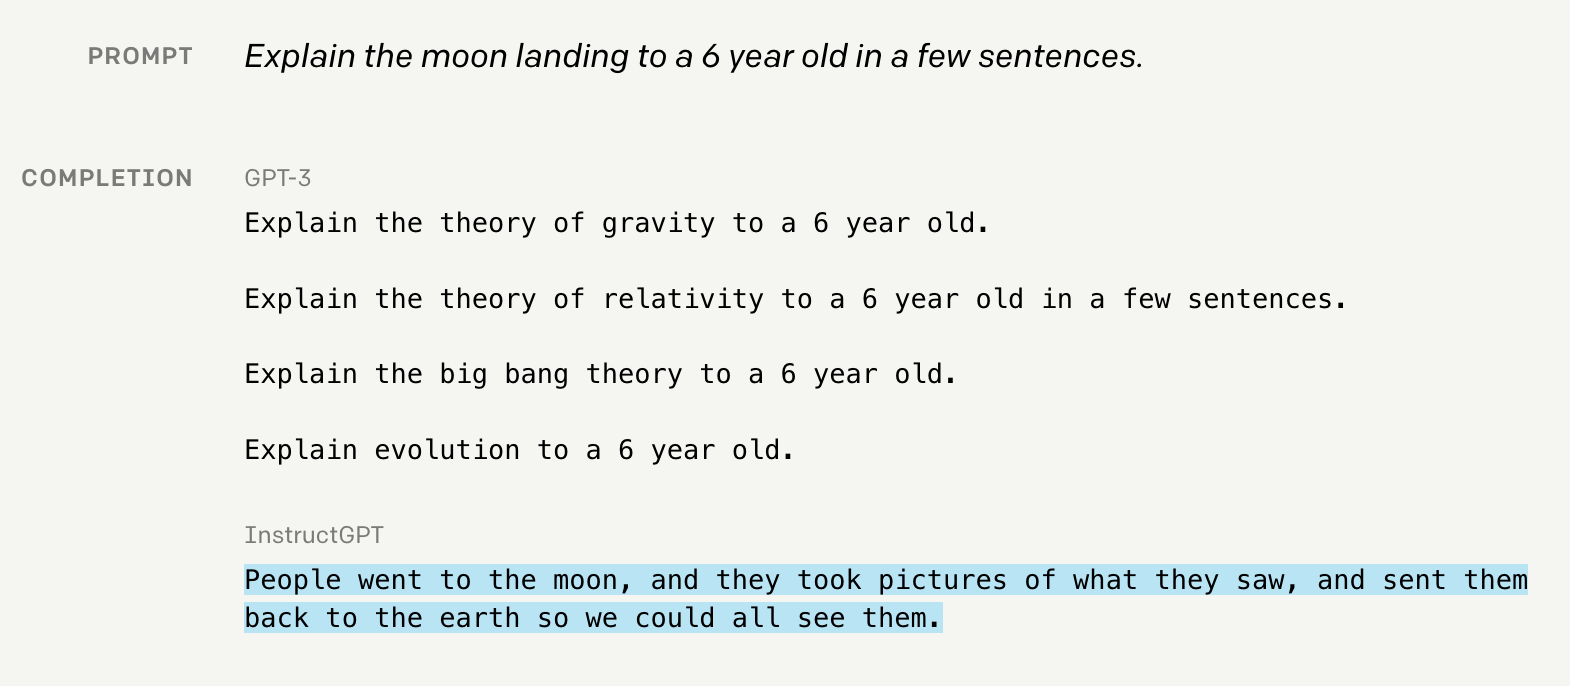 PROMPT
Explain the moon landing to a 6 year old in a few sentences.
COMPLETION
GPT-3
Explain the theory of gravity to a 6 year old.
Explain the theory of relativity to a 6 year old in a few sentences.
Explain the big bang theory to a 6 year old.
Explain evolution to a 6 year old.
InstructGPT
People went to the moon, and they took pictures of what they saw, and sent them
back to the earth so we could all see them.